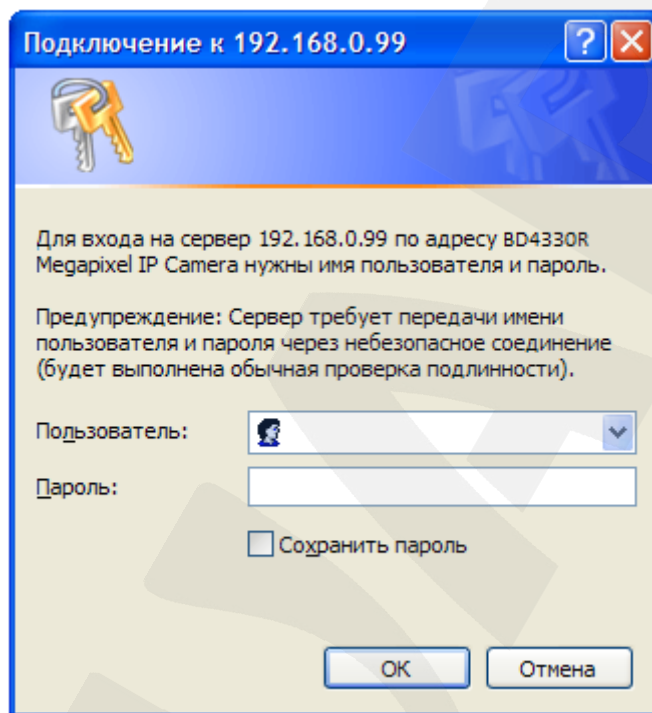 Подключение к 192.168.0.99
Для входа на сервер 192.168.0.99 по адресу BD4330R
Megapixel IP Camera нужны имя пользователя и пароль.
Предупреждение: Сервер требует передачи имени
пользователя и пароля через небезопасное соединение
(будет выполнена обычная проверка подлинности).
Пользователь:
Пароль:
Сохранить пароль
ОК
Отмена